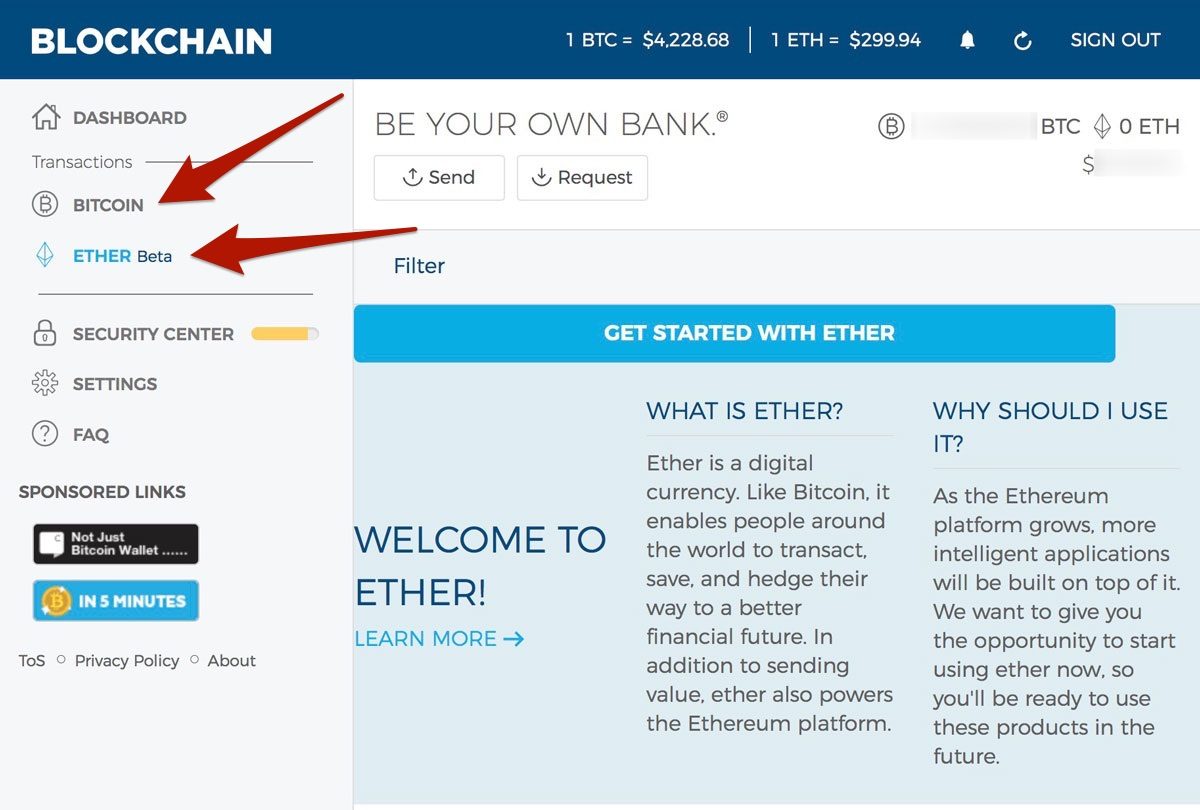 BLOCKCHAIN
1 BTC = $4,228.68
1 ETH = $299.94
SIGN OUT
DASHBOARD
Transactions
BITCOIN
ETHER Beta
SECURITY CENTER
SETTINGS
FAQ
SPONSORED LINKS
Not Just
Bitcoin Wallet ......
IN 5 MINUTES
ToS ○ Privacy Policy ○ About
BE YOUR OWN BANK.®
BTC
0 ETH
$
Send
Request
Filter
GET STARTED WITH ETHER
WELCOME TO
ETHER!
LEARN MORE →
WHAT IS ETHER?
Ether is a digital
currency. Like Bitcoin, it
enables people around
the world to transact,
save, and hedge their
way to a better
financial future. In
addition to sending
value, ether also powers
the Ethereum platform.
WHY SHOULD I USE
IT?
As the Ethereum
platform grows, more
intelligent applications
will be built on top of it.
We want to give you
the opportunity to start
using ether now, so
you'll be ready to use
these products in the
future.